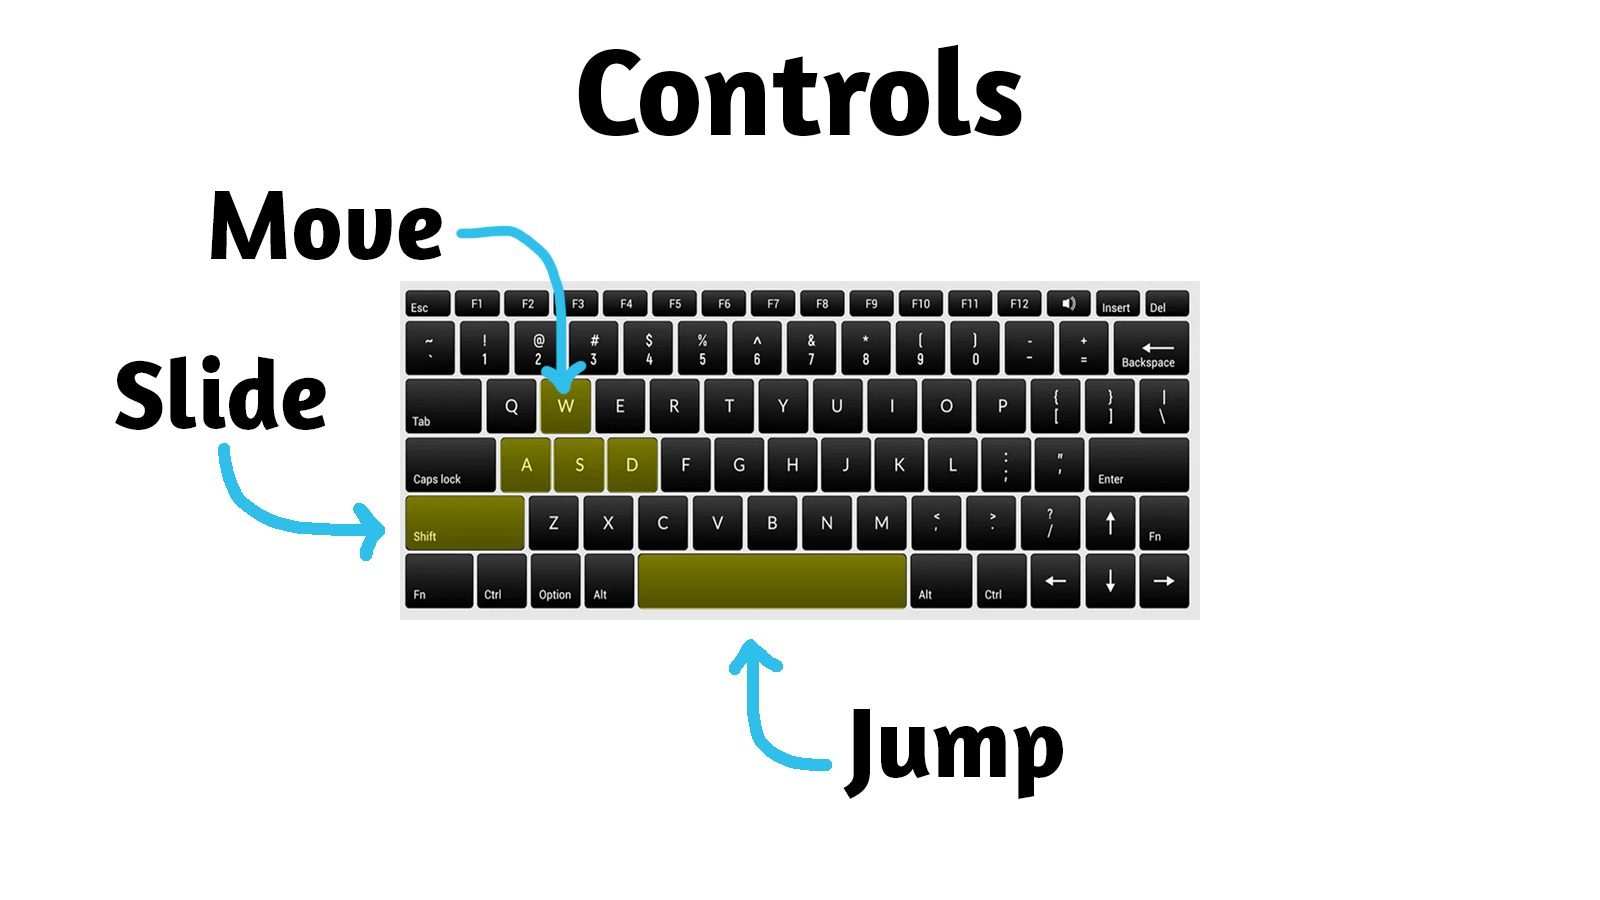 Controls
Move
Slide
Esc F1 F2 F3 F4 F5 F6 F7 F8 F9 F10 F11 F12 Insert Del
~ ! @ # $ % ^ & * ( ) - +
` 1 2 3 4 5 6 7 8 9 0 – = Backspace
Tab Q W E R T Y U I O P { [ } ] | \
Caps lock A S D F G H J K L : ; " ' Enter
Shift Z X C V B N M < , > . ? / ↑ Fn
Fn Ctrl Option Alt Alt Ctrl ← ↓ →
Jump